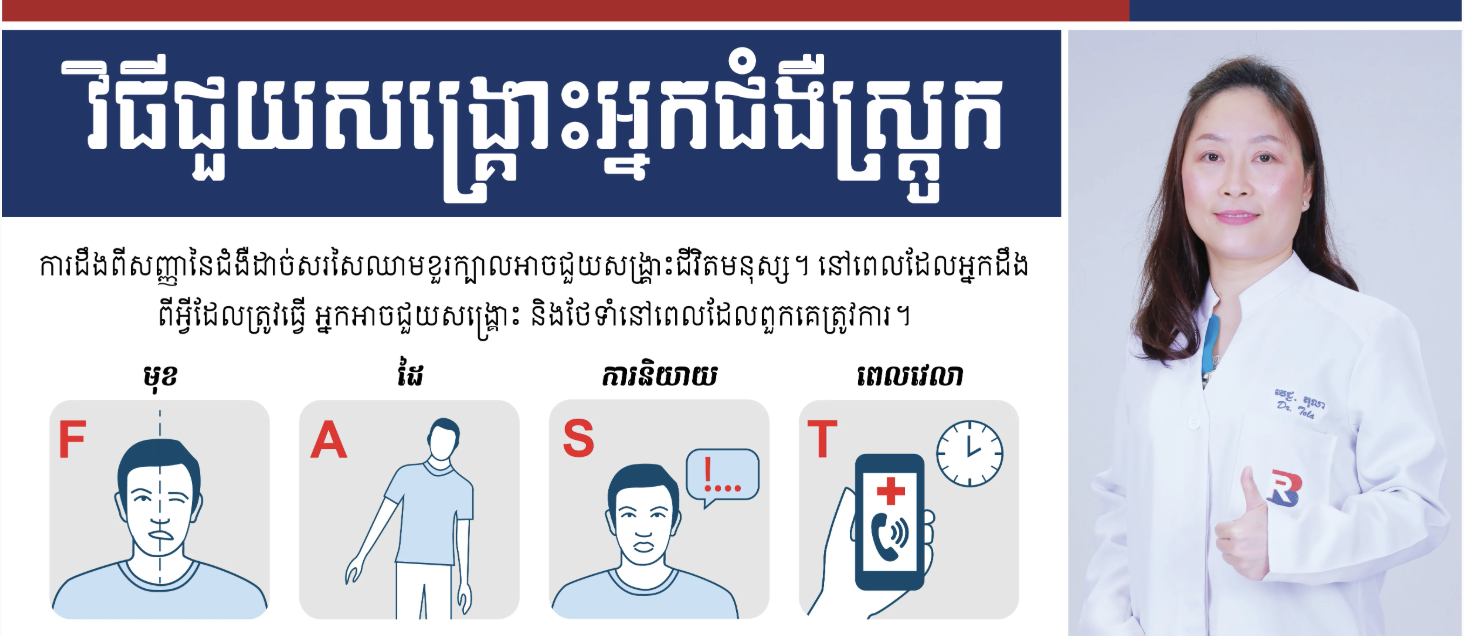 វិធីជួយសង្គ្រោះអ្នកជំងឺស្ត្រូក
ការដឹងពីសញ្ញានៃជំងឺដាច់សរសៃឈាមខួរក្បាលអាចជួយសង្គ្រោះជីវិតមនុស្ស។ នៅពេលដែលអ្នកដឹង
ពីអ្វីដែលត្រូវធ្វើ អ្នកអាចជួយសង្គ្រោះ និងថែទាំនៅពេលដែលពួកគេត្រូវការ។
មុខ
ដៃ
ការនិយាយ
ពេលវេលា
F
A
S
!....
T
វេជ្ជ. តុលា
Dr. Tola
R